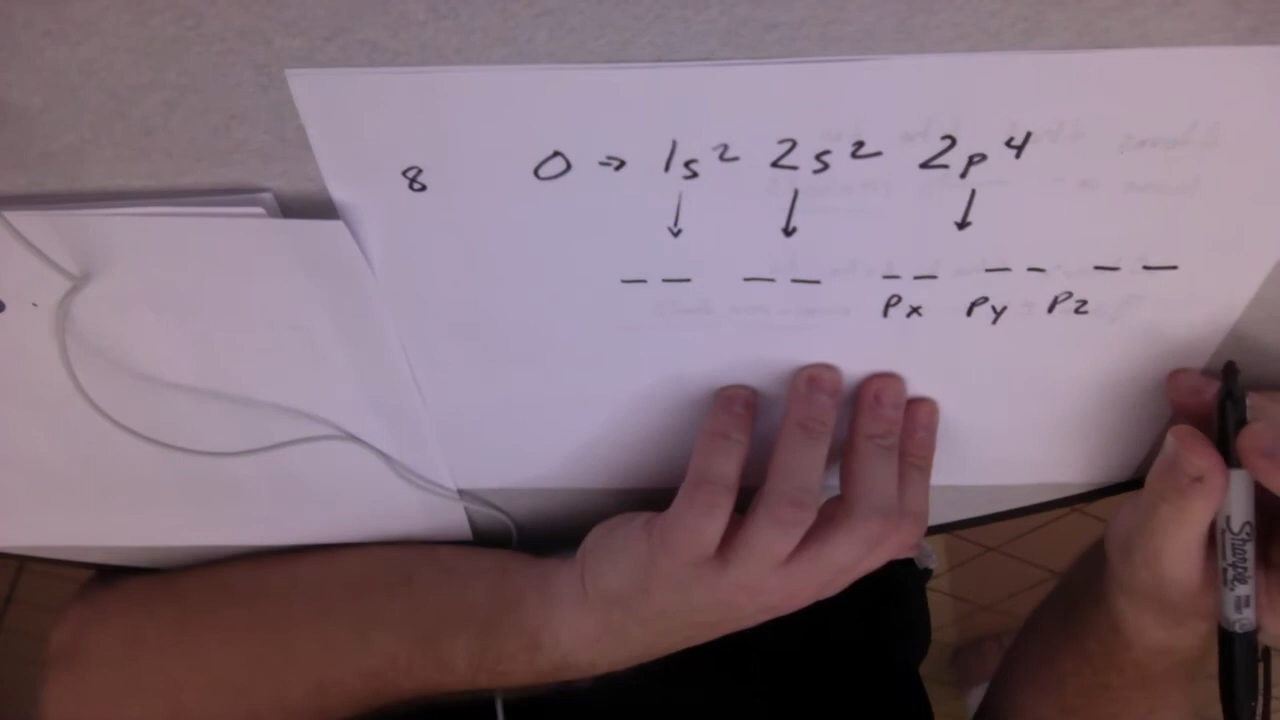 8 O → 1s² 2s² 2p⁴
↓ ↓ ↓
_ _ _ _ _ _ _ _ _ _
Px Py Pz
Sharpie